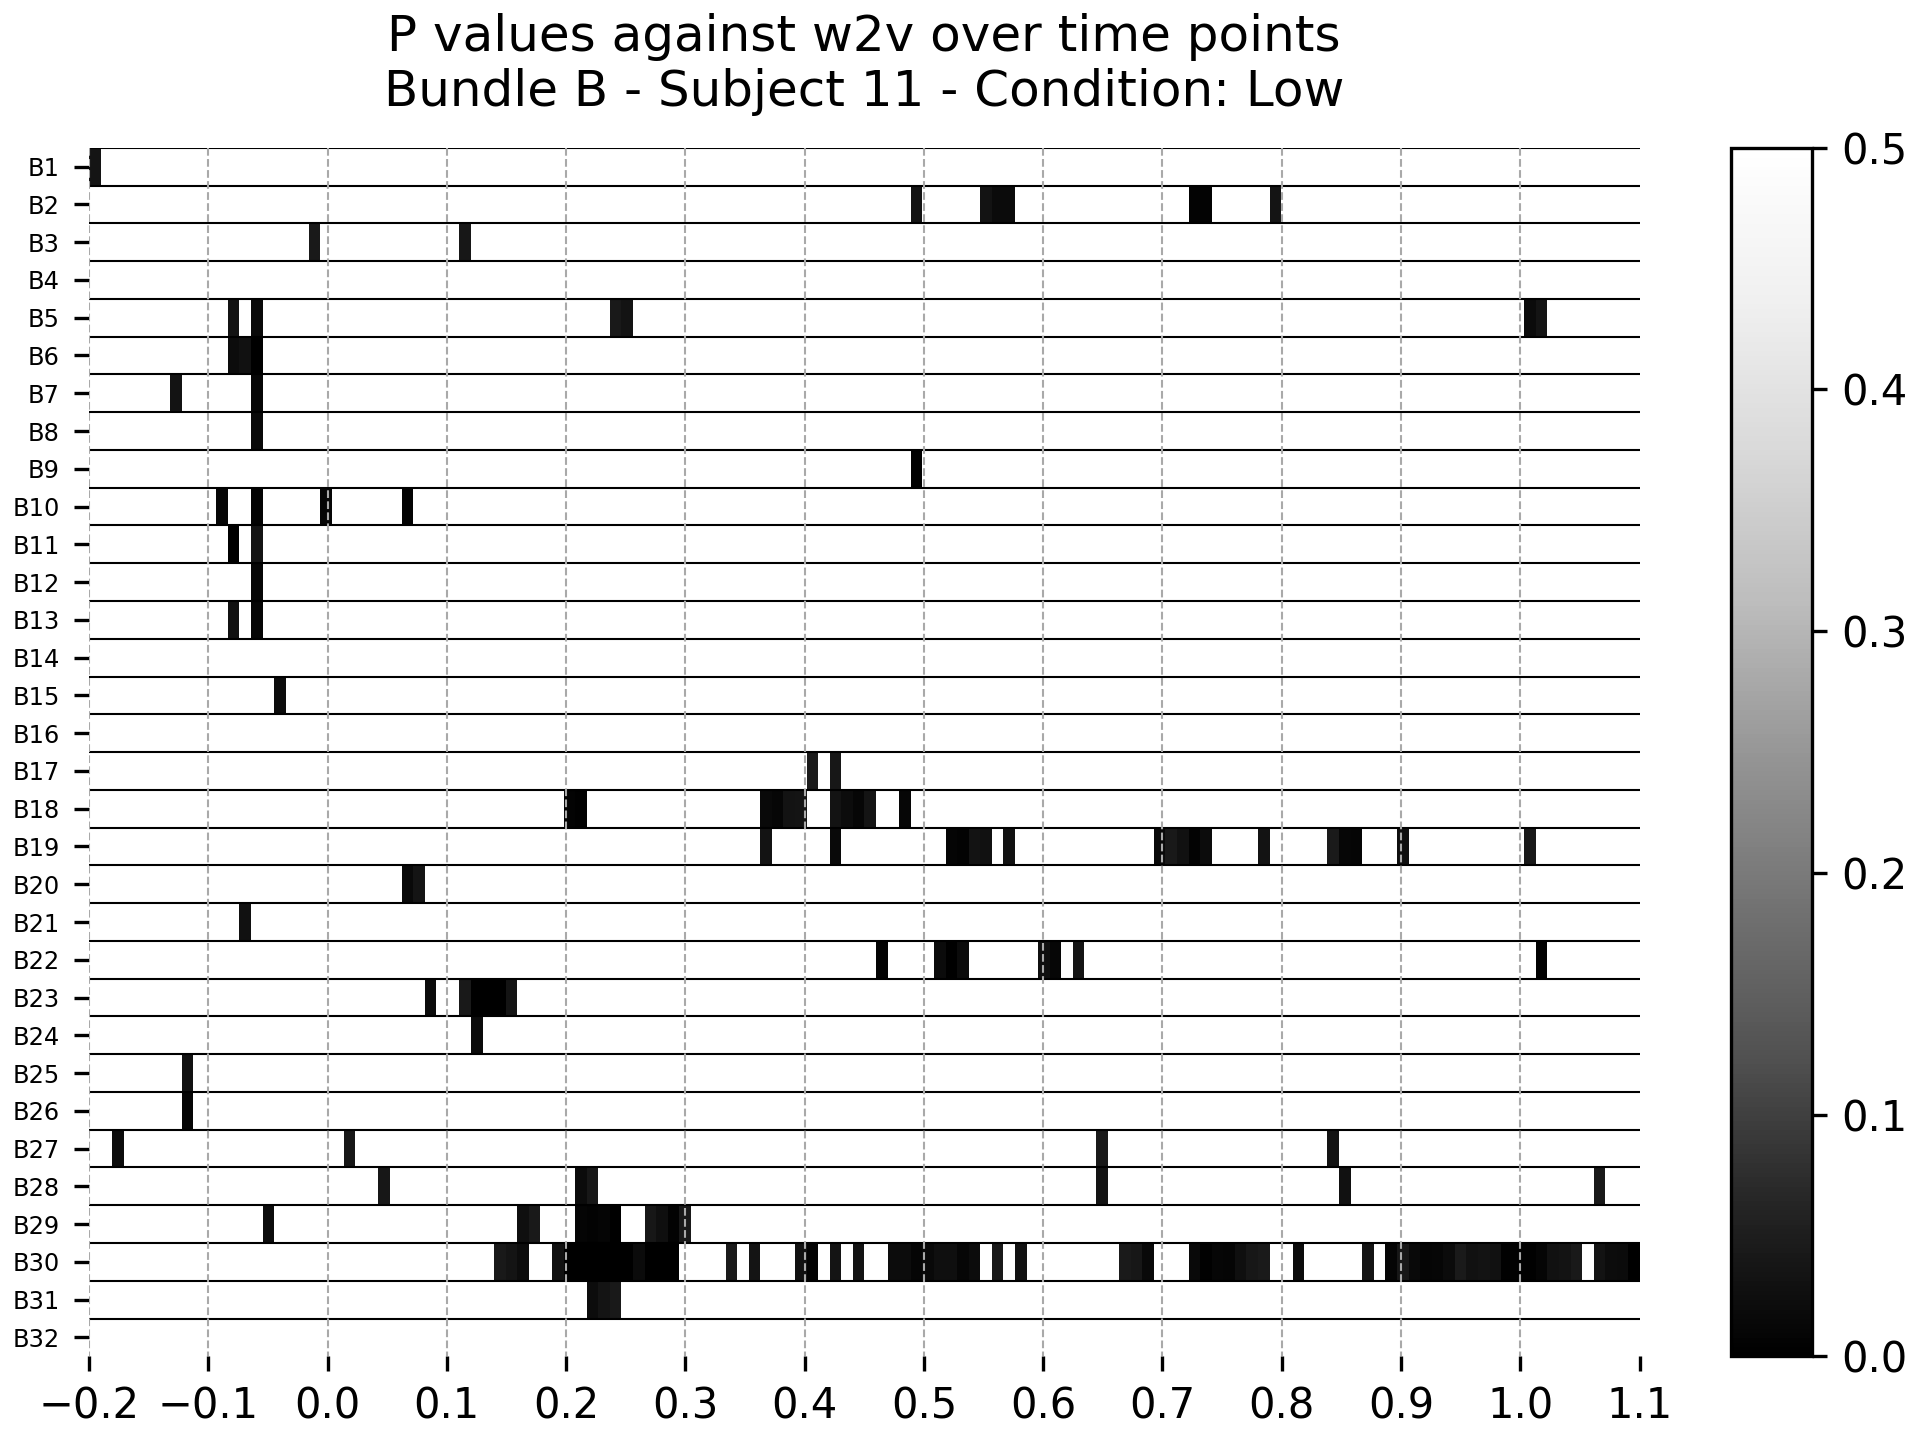 P values against w2v over time points
Bundle B - Subject 11 - Condition: Low
B1
B2
B3
B4
B5
B6
B7
B8
B9
B10
B11
B12
B13
B14
B15
B16
B17
B18
B19
B20
B21
B22
B23
B24
B25
B26
B27
B28
B29
B30
B31
B32
−0.2 −0.1 0.0 0.1 0.2 0.3 0.4 0.5 0.6 0.7 0.8 0.9 1.0 1.1
0.5
0.4
0.3
0.2
0.1
0.0